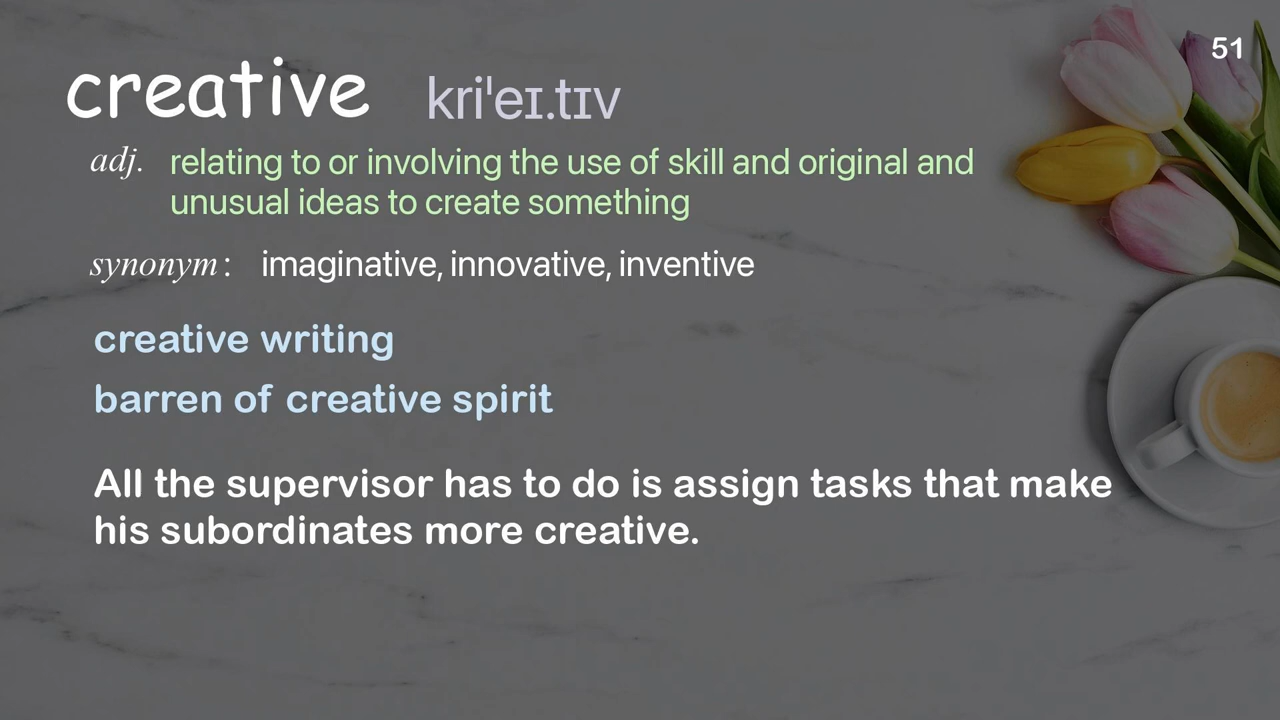 51
creative kri'eɪ.tɪv
adj. relating to or involving the use of skill and original and
unusual ideas to create something
synonym: imaginative, innovative, inventive
creative writing
barren of creative spirit
All the supervisor has to do is assign tasks that make
his subordinates more creative.